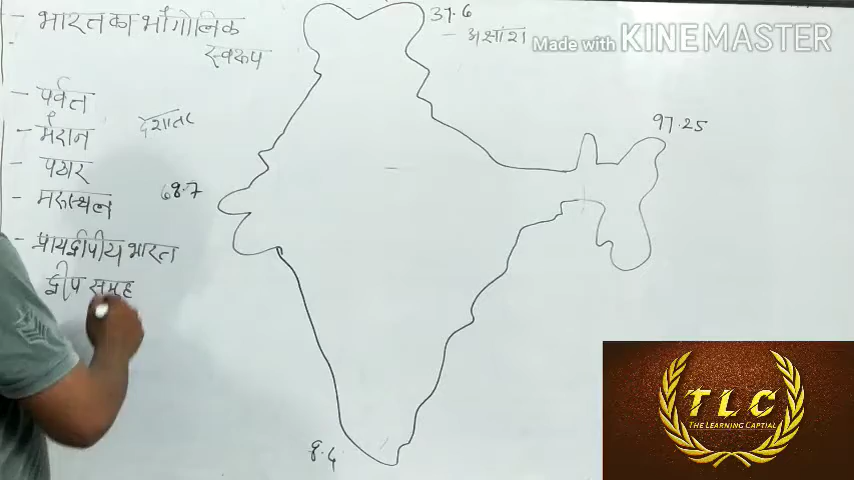 - भारत का भौगोलिक
स्वरूप
- पर्वत
- मैदान
- पठार
- मरूस्थल
- प्रायद्वीपीय भारत
द्वीप समूह
देशांतर
37.6
- अक्षांश
68.7
97.25
8.4
Made with KINEMASTER
TLC
THE LEARNING CAPTIAL